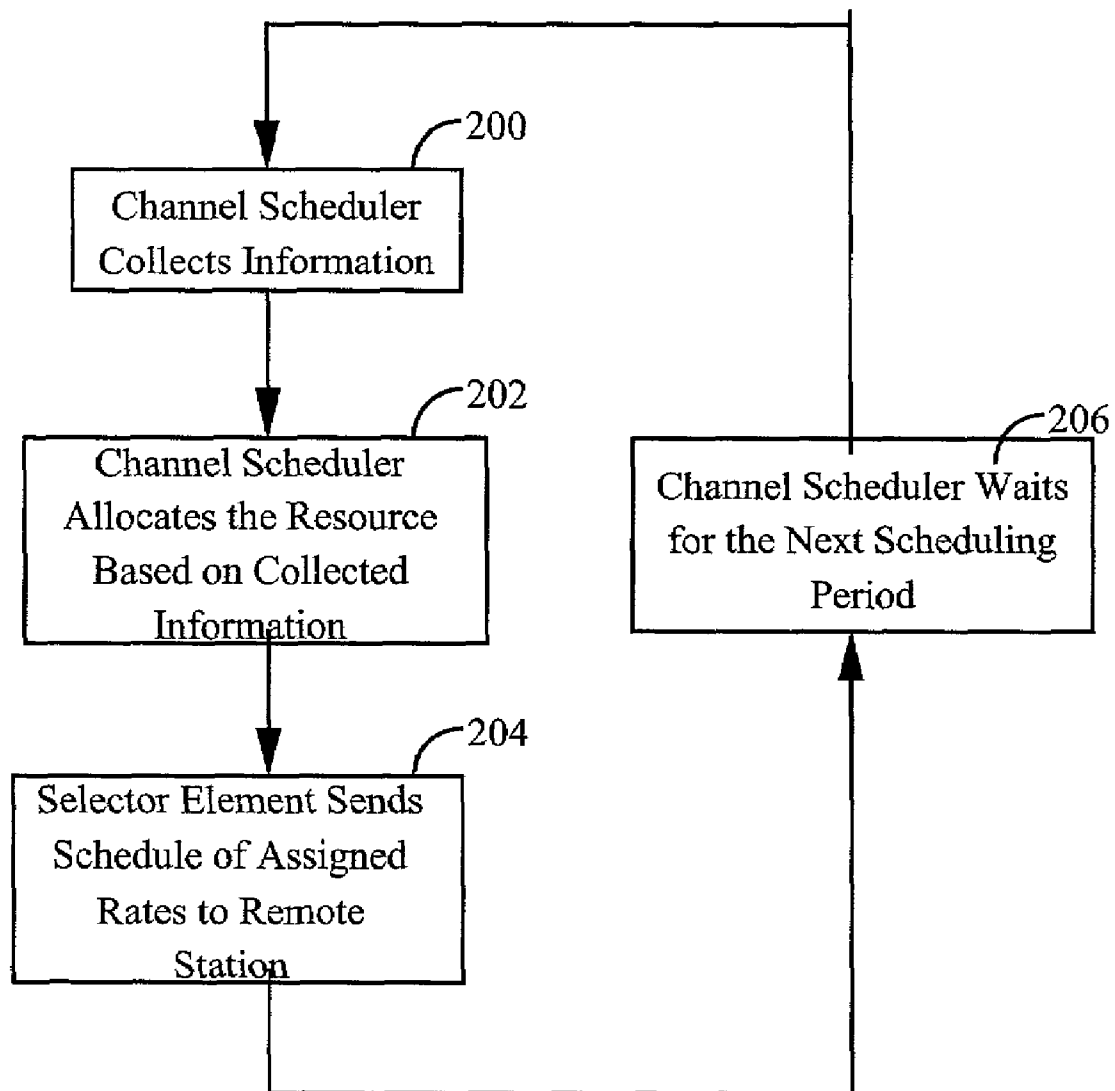 200
Channel Scheduler
Collects Information
202
Channel Scheduler
Allocates the Resource
Based on Collected
Information
204
Selector Element Sends
Schedule of Assigned
Rates to Remote
Station
206
Channel Scheduler Waits
for the Next Scheduling
Period